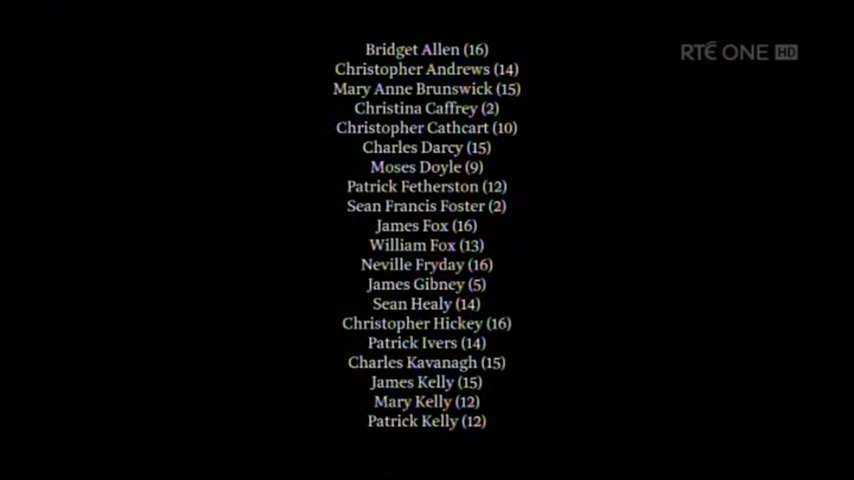 RTÉ ONE HD
Bridget Allen (16)
Christopher Andrews (14)
Mary Anne Brunswick (15)
Christina Caffrey (2)
Christopher Cathcart (10)
Charles Darcy (15)
Moses Doyle (9)
Patrick Fetherston (12)
Sean Francis Foster (2)
James Fox (16)
William Fox (13)
Neville Fryday (16)
James Gibney (5)
Sean Healy (14)
Christopher Hickey (16)
Patrick Ivers (14)
Charles Kavanagh (15)
James Kelly (15)
Mary Kelly (12)
Patrick Kelly (12)